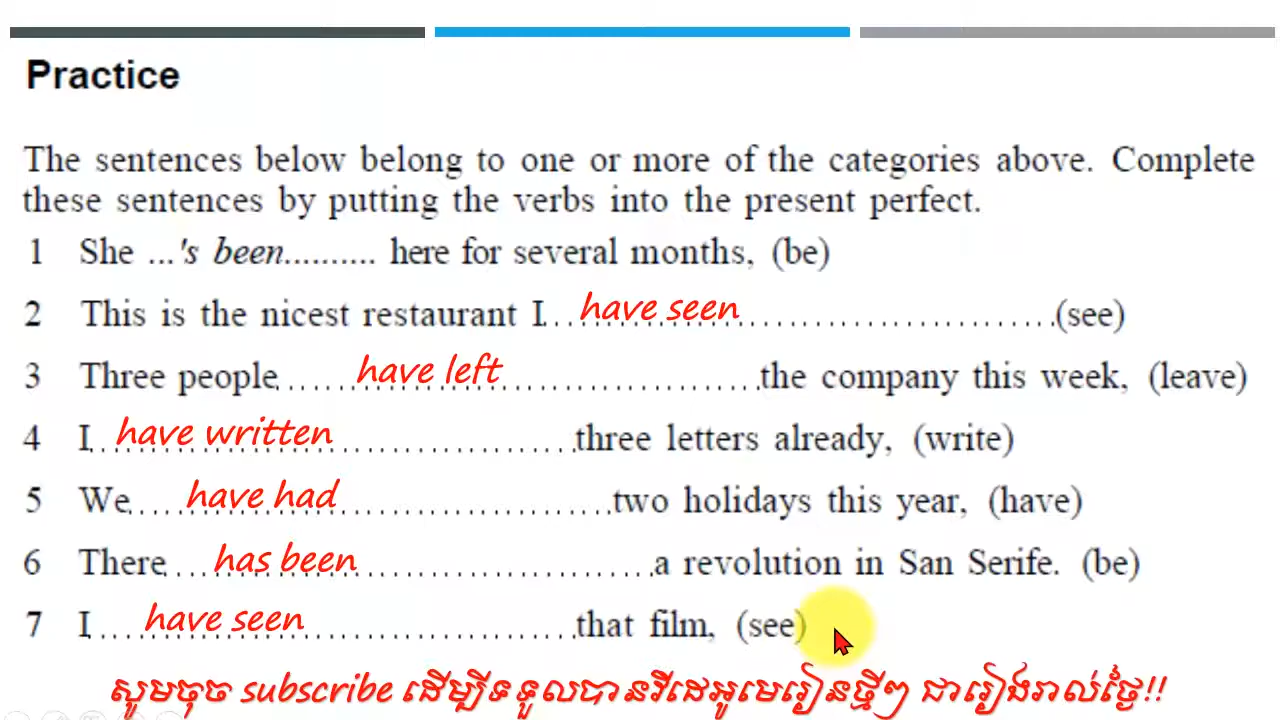 Practice
The sentences below belong to one or more of the categories above. Complete
these sentences by putting the verbs into the present perfect.
1 She ...'s been.......... here for several months, (be)
2 This is the nicest restaurant I... have seen ...(see)
3 Three people... have left ...the company this week, (leave)
4 I... have written ...three letters already, (write)
5 We... have had ...two holidays this year, (have)
6 There... has been ...a revolution in San Serife. (be)
7 I... have seen ...that film, (see)
សូមចុច subscribe ដើម្បីទទួលបានវីដេអូមេរៀនថ្មីៗ ជារៀងរាល់ថ្ងៃ!!